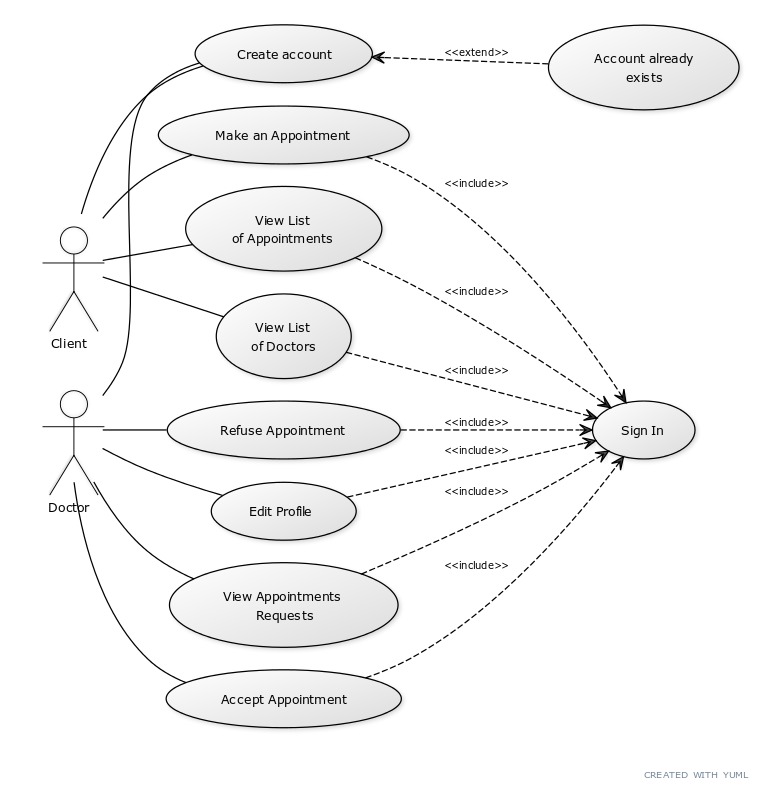 Create account
<<extend>>
Account already
exists
Make an Appointment
<<include>>
View List
of Appointments
<<include>>
Client
View List
of Doctors
<<include>>
Refuse Appointment
<<include>>
Sign In
<<include>>
Doctor
Edit Profile
<<include>>
View Appointments
Requests
<<include>>
Accept Appointment
CREATED WITH YUML